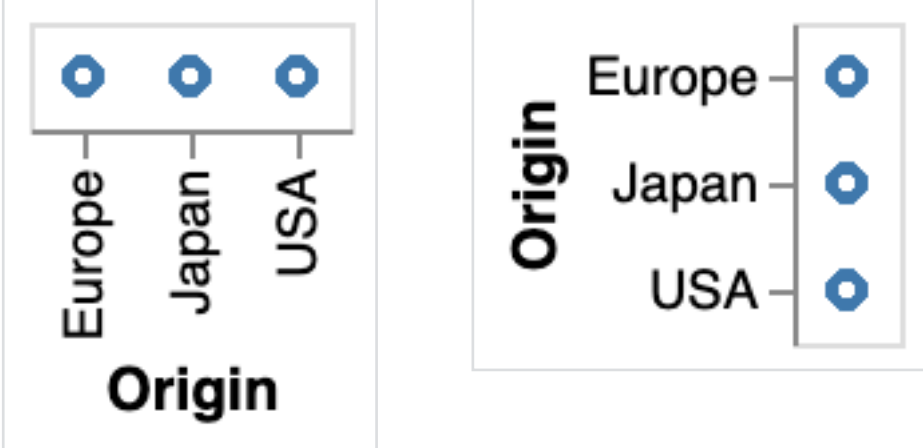 Europe
Japan
USA
Origin
Origin
Europe
Japan
USA